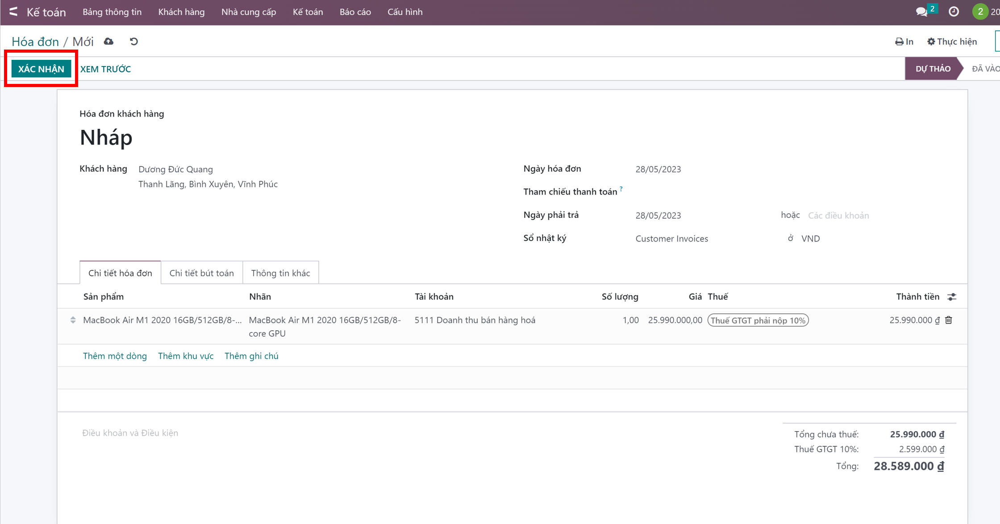 Kế toán Bảng thông tin Khách hàng Nhà cung cấp Kế toán Báo cáo Cấu hình 2 2 20
Hóa đơn / Mới In Thực hiện
XÁC NHẬN XEM TRƯỚC DỰ THẢO ĐÃ VÀO
Hóa đơn khách hàng
Nháp
Khách hàng Dương Đức Quang Ngày hóa đơn 28/05/2023
Thanh Lãng, Bình Xuyên, Vĩnh Phúc
Tham chiếu thanh toán ?
Ngày phải trả 28/05/2023 hoặc Các điều khoản
Sổ nhật ký Customer Invoices ở VND
Chi tiết hóa đơn Chi tiết bút toán Thông tin khác
Sản phẩm Nhãn Tài khoản Số lượng Giá Thuế Thành tiền
MacBook Air M1 2020 16GB/512GB/8-... MacBook Air M1 2020 16GB/512GB/8- 5111 Doanh thu bán hàng hoá 1,00 25.990.000,00 Thuế GTGT phải nộp 10% 25.990.000 ₫
core GPU
Thêm một dòng Thêm khu vực Thêm ghi chú
Điều khoản và Điều kiện Tổng chưa thuế: 25.990.000 ₫
Thuế GTGT 10%: 2.599.000 ₫
Tổng: 28.589.000 ₫